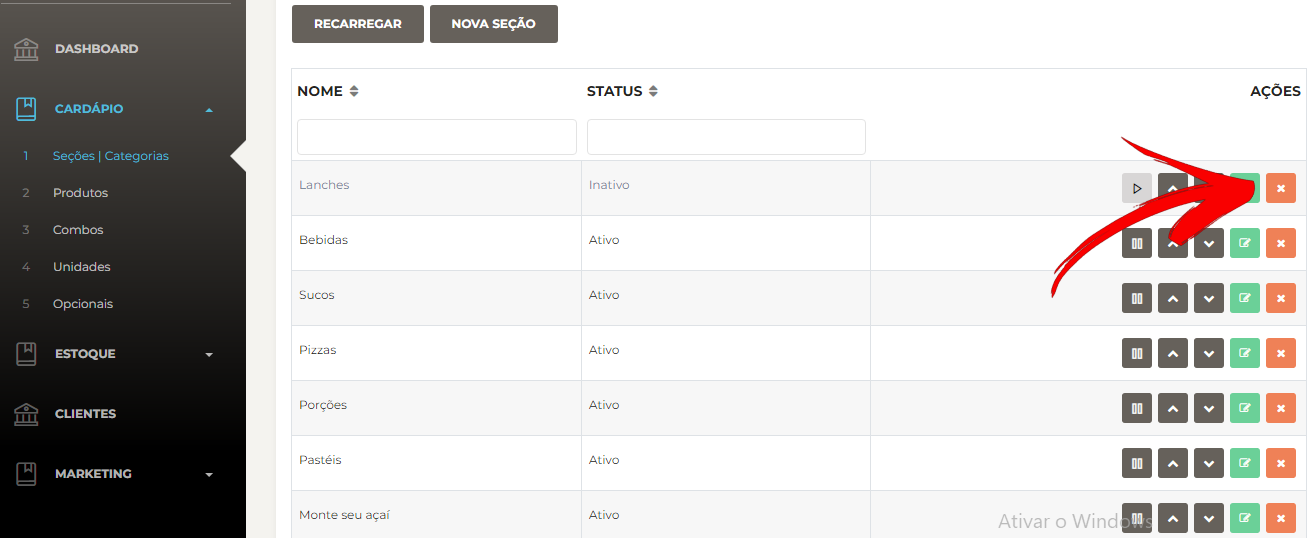 RECARREGAR NOVA SEÇÃO
DASHBOARD
CARDÁPIO
1 Seções | Categorias
2 Produtos
3 Combos
4 Unidades
5 Opcionais
ESTOQUE
CLIENTES
MARKETING
NOME STATUS AÇÕES
Lanches Inativo
Bebidas Ativo
Sucos Ativo
Pizzas Ativo
Porções Ativo
Pastéis Ativo
Monte seu açaí Ativo
Ativar o Windows